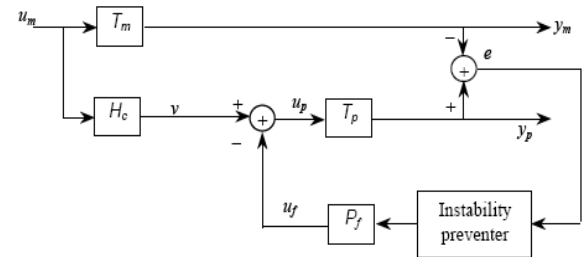 u_m
T_m
y_m
−
e
+
H_c
v
+
+
u_p
T_p
+
−
y_p
u_f
P_f
Instability
preventer